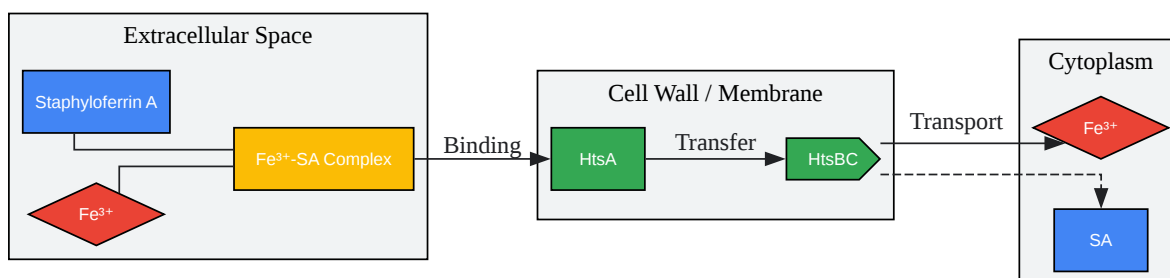 Extracellular Space
Staphyloferrin A
Fe³⁺-SA Complex
Fe³⁺
Binding
Cell Wall / Membrane
HtsA
Transfer
HtsBC
Transport
Cytoplasm
Fe³⁺
SA